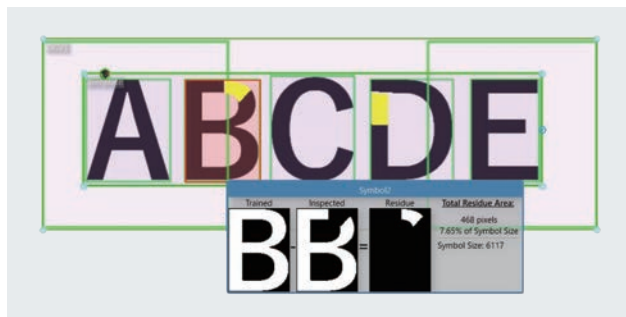 ABCDE
Symbol2
Trained Inspected Residue Total Residue Area:
B - B = 468 pixels
7.65% of Symbol Size
Symbol Size: 6117